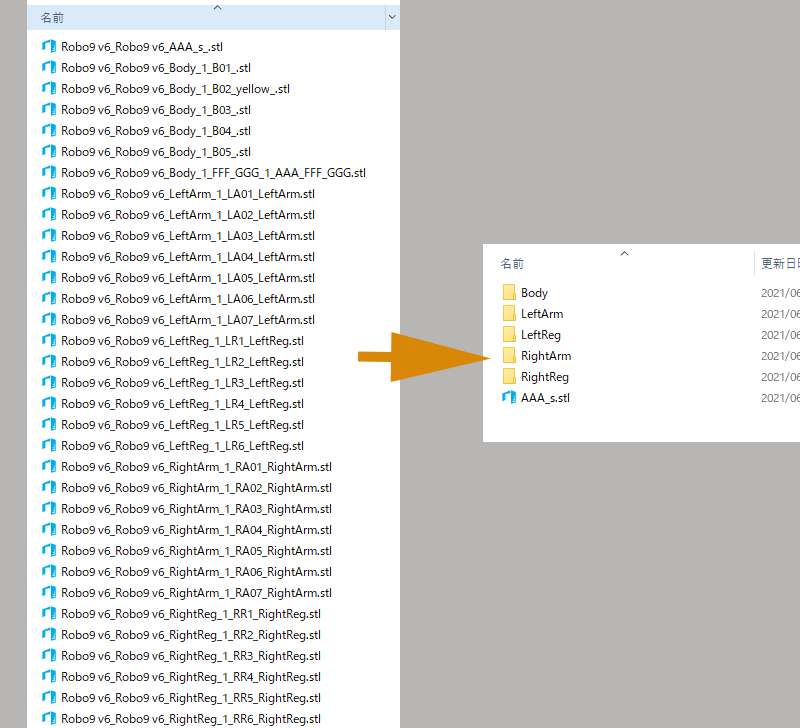 名前
Robo9 v6_Robo9 v6_AAA_s_.stl
Robo9 v6_Robo9 v6_Body_1_B01_.stl
Robo9 v6_Robo9 v6_Body_1_B02_yellow_.stl
Robo9 v6_Robo9 v6_Body_1_B03_.stl
Robo9 v6_Robo9 v6_Body_1_B04_.stl
Robo9 v6_Robo9 v6_Body_1_B05_.stl
Robo9 v6_Robo9 v6_Body_1_FFF_GGG_1_AAA_FFF_GGG.stl
Robo9 v6_Robo9 v6_LeftArm_1_LA01_LeftArm.stl
Robo9 v6_Robo9 v6_LeftArm_1_LA02_LeftArm.stl
Robo9 v6_Robo9 v6_LeftArm_1_LA03_LeftArm.stl
Robo9 v6_Robo9 v6_LeftArm_1_LA04_LeftArm.stl
Robo9 v6_Robo9 v6_LeftArm_1_LA05_LeftArm.stl
Robo9 v6_Robo9 v6_LeftArm_1_LA06_LeftArm.stl
Robo9 v6_Robo9 v6_LeftArm_1_LA07_LeftArm.stl
Robo9 v6_Robo9 v6_LeftReg_1_LR1_LeftReg.stl
Robo9 v6_Robo9 v6_LeftReg_1_LR2_LeftReg.stl
Robo9 v6_Robo9 v6_LeftReg_1_LR3_LeftReg.stl
Robo9 v6_Robo9 v6_LeftReg_1_LR4_LeftReg.stl
Robo9 v6_Robo9 v6_LeftReg_1_LR5_LeftReg.stl
Robo9 v6_Robo9 v6_LeftReg_1_LR6_LeftReg.stl
Robo9 v6_Robo9 v6_RightArm_1_RA01_RightArm.stl
Robo9 v6_Robo9 v6_RightArm_1_RA02_RightArm.stl
Robo9 v6_Robo9 v6_RightArm_1_RA03_RightArm.stl
Robo9 v6_Robo9 v6_RightArm_1_RA04_RightArm.stl
Robo9 v6_Robo9 v6_RightArm_1_RA05_RightArm.stl
Robo9 v6_Robo9 v6_RightArm_1_RA06_RightArm.stl
Robo9 v6_Robo9 v6_RightArm_1_RA07_RightArm.stl
Robo9 v6_Robo9 v6_RightReg_1_RR1_RightReg.stl
Robo9 v6_Robo9 v6_RightReg_1_RR2_RightReg.stl
Robo9 v6_Robo9 v6_RightReg_1_RR3_RightReg.stl
Robo9 v6_Robo9 v6_RightReg_1_RR4_RightReg.stl
Robo9 v6_Robo9 v6_RightReg_1_RR5_RightReg.stl
Robo9 v6_Robo9 v6_RightReg_1_RR6_RightReg.stl
名前 更新日
Body 2021/06
LeftArm 2021/06
LeftReg 2021/06
RightArm 2021/06
RightReg 2021/06
AAA_s.stl 2021/06